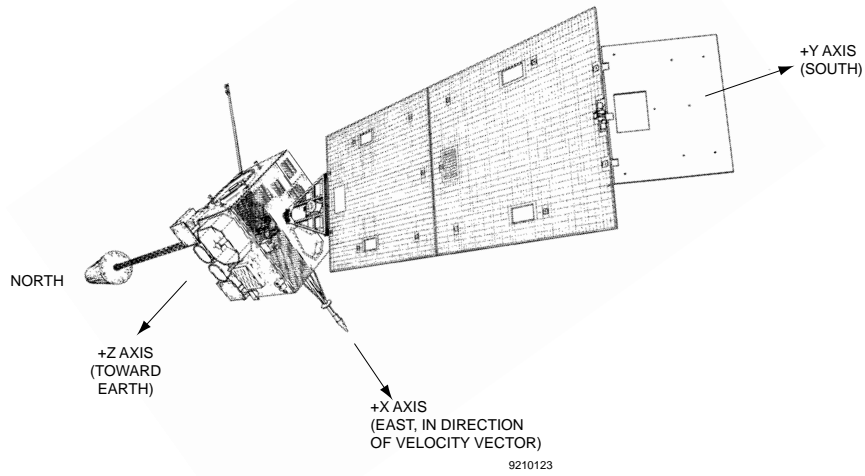 +Y AXIS
(SOUTH)
NORTH
+Z AXIS
(TOWARD
EARTH)
+X AXIS
(EAST, IN DIRECTION
OF VELOCITY VECTOR)
9210123